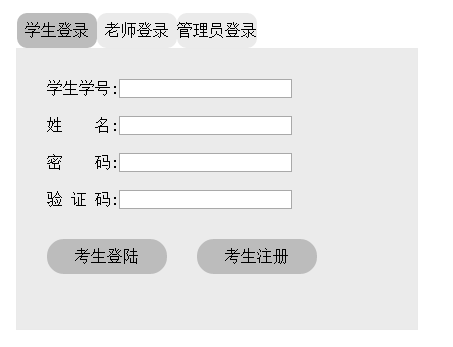 学生登录 老师登录 管理员登录
学生学号:
姓 名:
密 码:
验 证 码:
考生登陆 考生注册